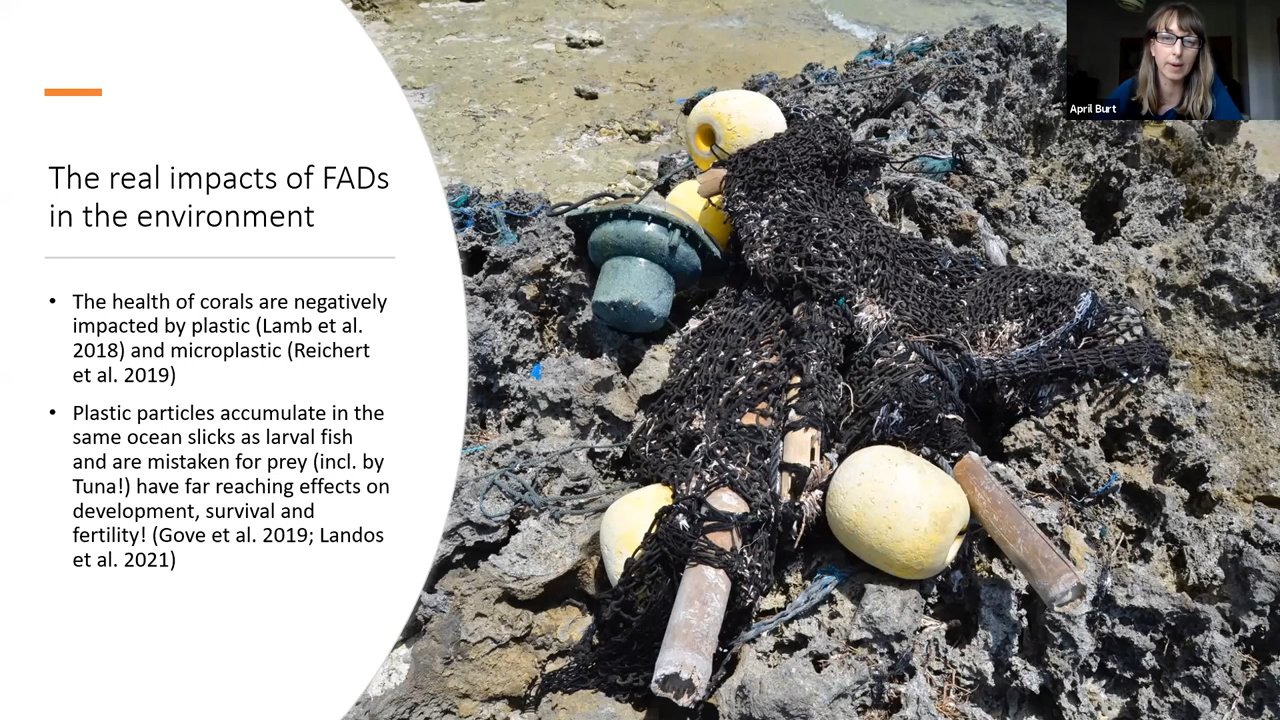 The real impacts of FADs
in the environment
• The health of corals are negatively
impacted by plastic (Lamb et al.
2018) and microplastic (Reichert
et al. 2019)
• Plastic particles accumulate in the
same ocean slicks as larval fish
and are mistaken for prey (incl. by
Tuna!) have far reaching effects on
development, survival and
fertility! (Gove et al. 2019; Landos
et al. 2021)
April Burt